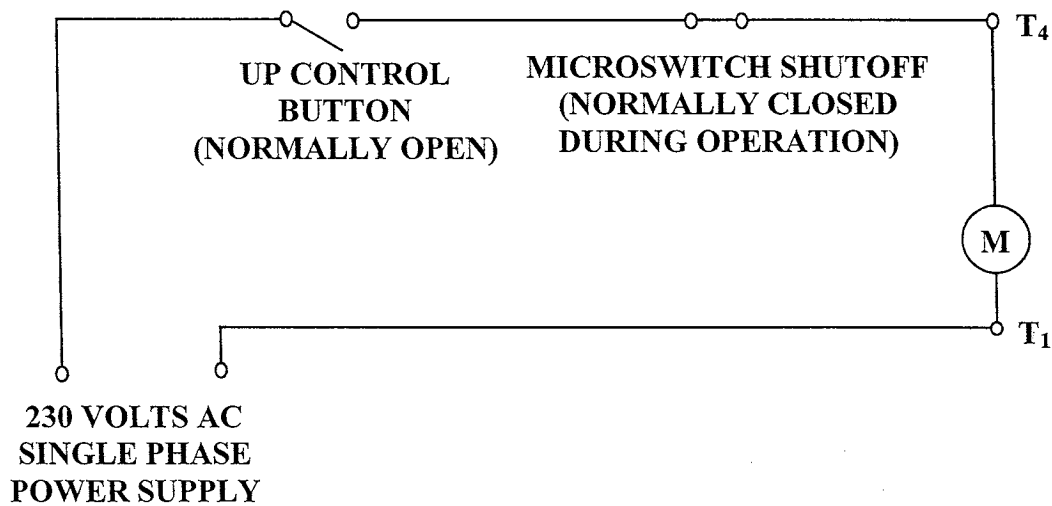 T4
UP CONTROL
BUTTON
(NORMALLY OPEN)
MICROSWITCH SHUTOFF
(NORMALLY CLOSED
DURING OPERATION)
M
T1
230 VOLTS AC
SINGLE PHASE
POWER SUPPLY